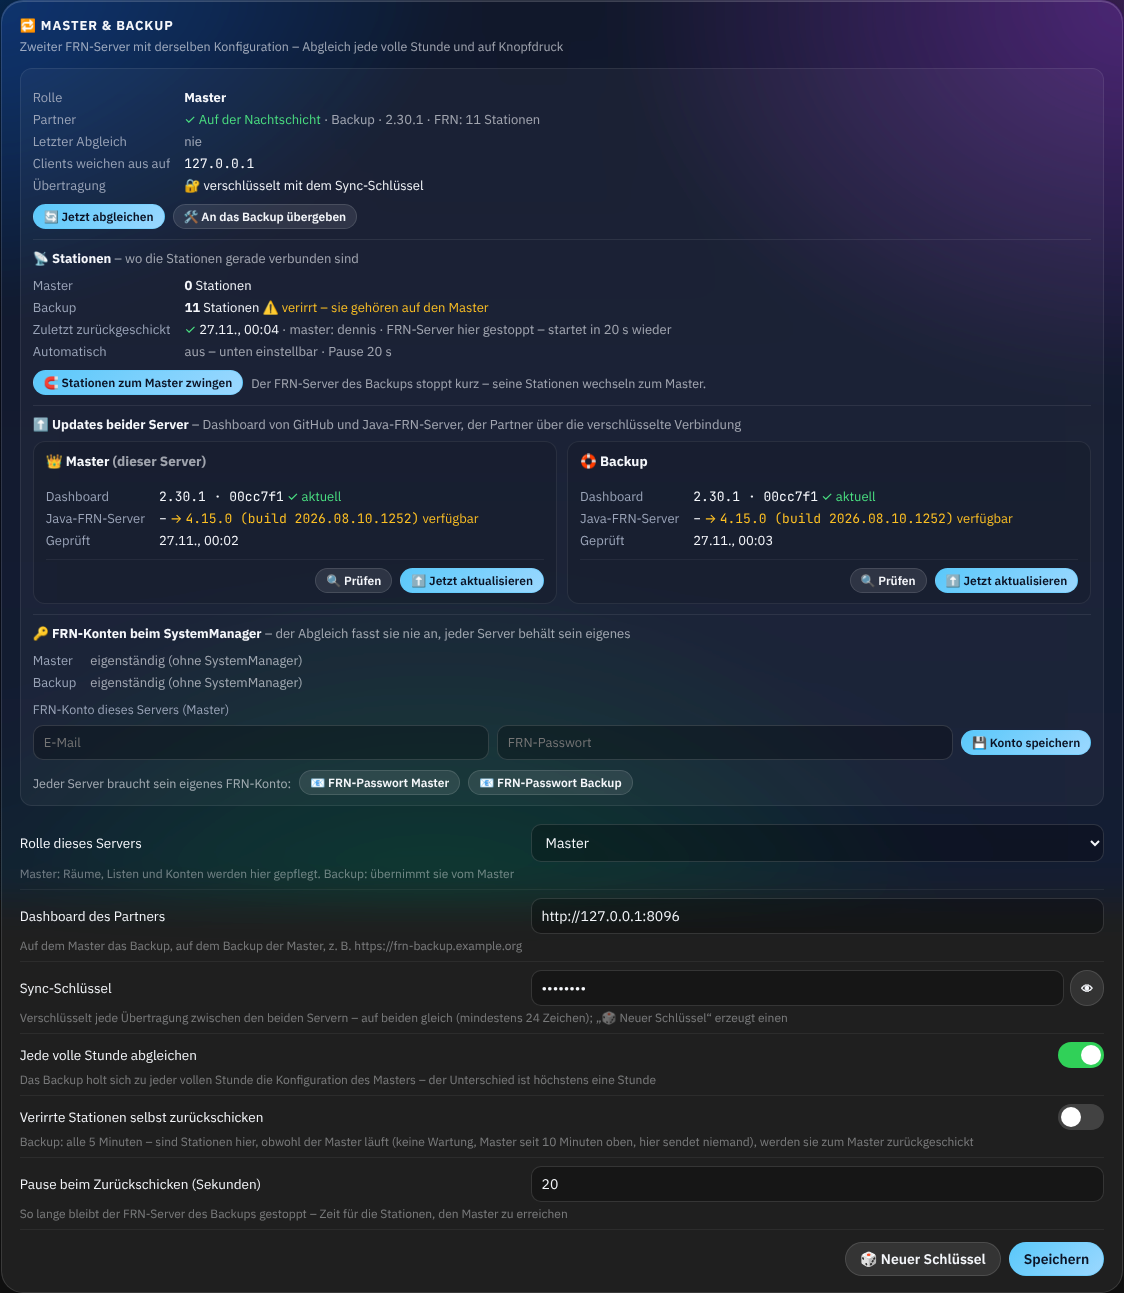 🔁 MASTER & BACKUP
Zweiter FRN-Server mit derselben Konfiguration – Abgleich jede volle Stunde und auf Knopfdruck
Rolle Master
Partner ✓ Auf der Nachtschicht · Backup · 2.30.1 · FRN: 11 Stationen
Letzter Abgleich nie
Clients weichen aus auf 127.0.0.1
Übertragung 🔐 verschlüsselt mit dem Sync-Schlüssel
🔄 Jetzt abgleichen 🛠️ An das Backup übergeben
📡 Stationen – wo die Stationen gerade verbunden sind
Master 0 Stationen
Backup 11 Stationen ⚠️ verirrt – sie gehören auf den Master
Zuletzt zurückgeschickt ✓ 27.11., 00:04 · master: dennis · FRN-Server hier gestoppt – startet in 20 s wieder
Automatisch aus – unten einstellbar · Pause 20 s
🧲 Stationen zum Master zwingen Der FRN-Server des Backups stoppt kurz – seine Stationen wechseln zum Master.
⬆️ Updates beider Server – Dashboard von GitHub und Java-FRN-Server, der Partner über die verschlüsselte Verbindung
👑 Master (dieser Server)
Dashboard 2.30.1 · 00cc7f1 ✓ aktuell
Java-FRN-Server – → 4.15.0 (build 2026.08.10.1252) verfügbar
Geprüft 27.11., 00:02
🔍 Prüfen ⬆️ Jetzt aktualisieren
🛟 Backup
Dashboard 2.30.1 · 00cc7f1 ✓ aktuell
Java-FRN-Server – → 4.15.0 (build 2026.08.10.1252) verfügbar
Geprüft 27.11., 00:03
🔍 Prüfen ⬆️ Jetzt aktualisieren
🔑 FRN-Konten beim SystemManager – der Abgleich fasst sie nie an, jeder Server behält sein eigenes
Master eigenständig (ohne SystemManager)
Backup eigenständig (ohne SystemManager)
FRN-Konto dieses Servers (Master)
E-Mail FRN-Passwort 💾 Konto speichern
Jeder Server braucht sein eigenes FRN-Konto: 📧 FRN-Passwort Master 📧 FRN-Passwort Backup
Rolle dieses Servers Master
Master: Räume, Listen und Konten werden hier gepflegt. Backup: übernimmt sie vom Master
Dashboard des Partners http://127.0.0.1:8096
Auf dem Master das Backup, auf dem Backup der Master, z. B. https://frn-backup.example.org
Sync-Schlüssel ••••••••
Verschlüsselt jede Übertragung zwischen den beiden Servern – auf beiden gleich (mindestens 24 Zeichen); „🎲 Neuer Schlüssel“ erzeugt einen
Jede volle Stunde abgleichen
Das Backup holt sich zu jeder vollen Stunde die Konfiguration des Masters – der Unterschied ist höchstens eine Stunde
Verirrte Stationen selbst zurückschicken
Backup: alle 5 Minuten – sind Stationen hier, obwohl der Master läuft (keine Wartung, Master seit 10 Minuten oben, hier sendet niemand), werden sie zum Master zurückgeschickt
Pause beim Zurückschicken (Sekunden) 20
So lange bleibt der FRN-Server des Backups gestoppt – Zeit für die Stationen, den Master zu erreichen
🎲 Neuer Schlüssel Speichern